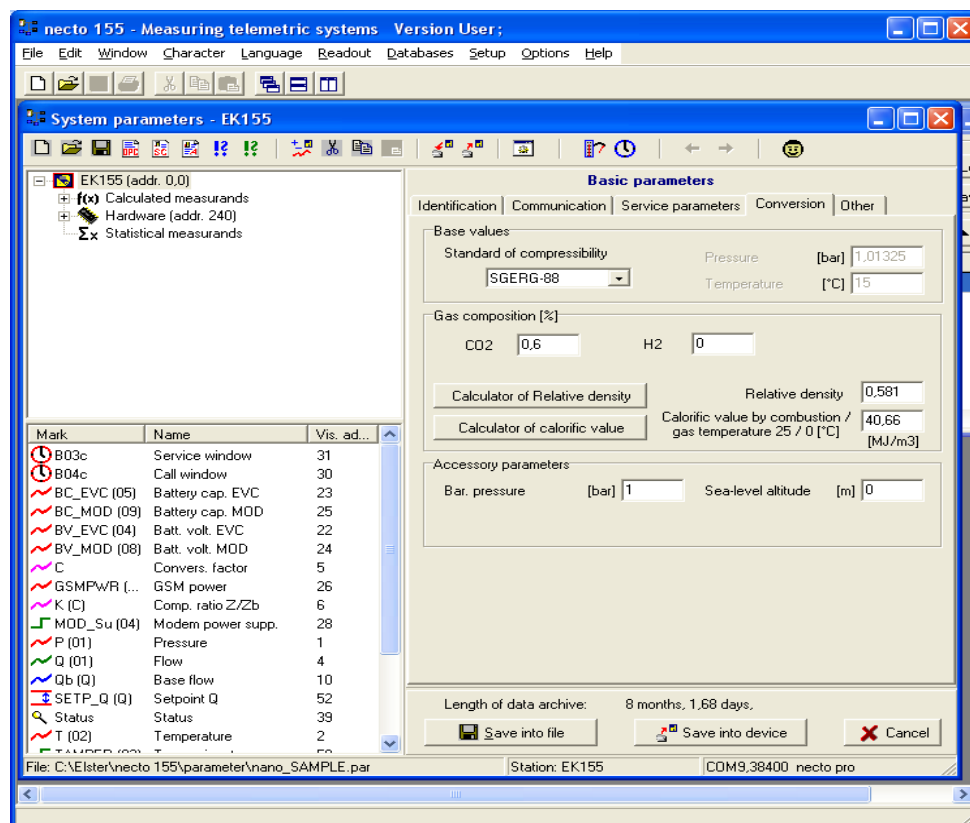 necto 155 - Measuring telemetric systems Version User;
File Edit Window Character Language Readout Databases Setup Options Help
System parameters - EK155
EK155 (addr. 0,0)
f(x) Calculated measurands
Hardware (addr. 240)
Σx Statistical measurands
Mark Name Vis. ad...
B03c Service window 31
B04c Call window 30
BC_EVC (05) Battery cap. EVC 23
BC_MOD (09) Battery cap. MOD 25
BV_EVC (04) Batt. volt. EVC 22
BV_MOD (08) Batt. volt. MOD 24
C Convers. factor 5
GSMPWR (... GSM power 26
K (C) Comp. ratio Z/Zb 6
MOD_Su (04) Modem power supp. 28
P (01) Pressure 1
Q (01) Flow 4
Qb (Q) Base flow 10
SETP_Q (Q) Setpoint Q 52
Status Status 39
T (02) Temperature 2
Basic parameters
Identification Communication Service parameters Conversion Other
Base values
Standard of compressibility
SGERG-88
Pressure [bar] 1,01325
Temperature [°C] 15
Gas composition [%]
CO2 0,6 H2 0
Calculator of Relative density
Relative density 0,581
Calculator of calorific value
Calorific value by combustion /
gas temperature 25 / 0 [°C]
40,66
[MJ/m3]
Accessory parameters
Bar. pressure [bar] 1 Sea-level altitude [m] 0
Length of data archive: 8 months, 1,68 days,
Save into file Save into device Cancel
File: C:\Elster\necto 155\parameter\nano_SAMPLE.par Station: EK155 COM9,38400 necto pro